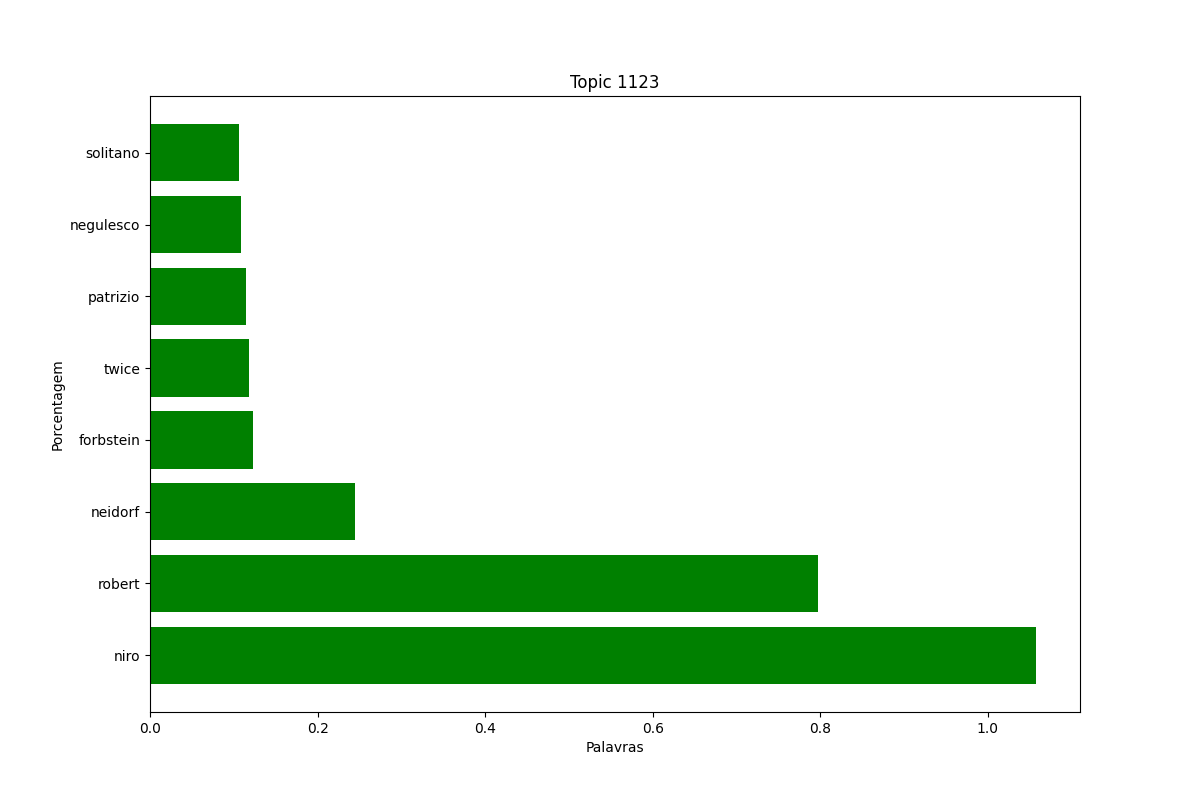 Topic 1123
solitano
negulesco
patrizio
twice
forbstein
neidorf
robert
niro
Porcentagem
0.0 0.2 0.4 0.6 0.8 1.0
Palavras